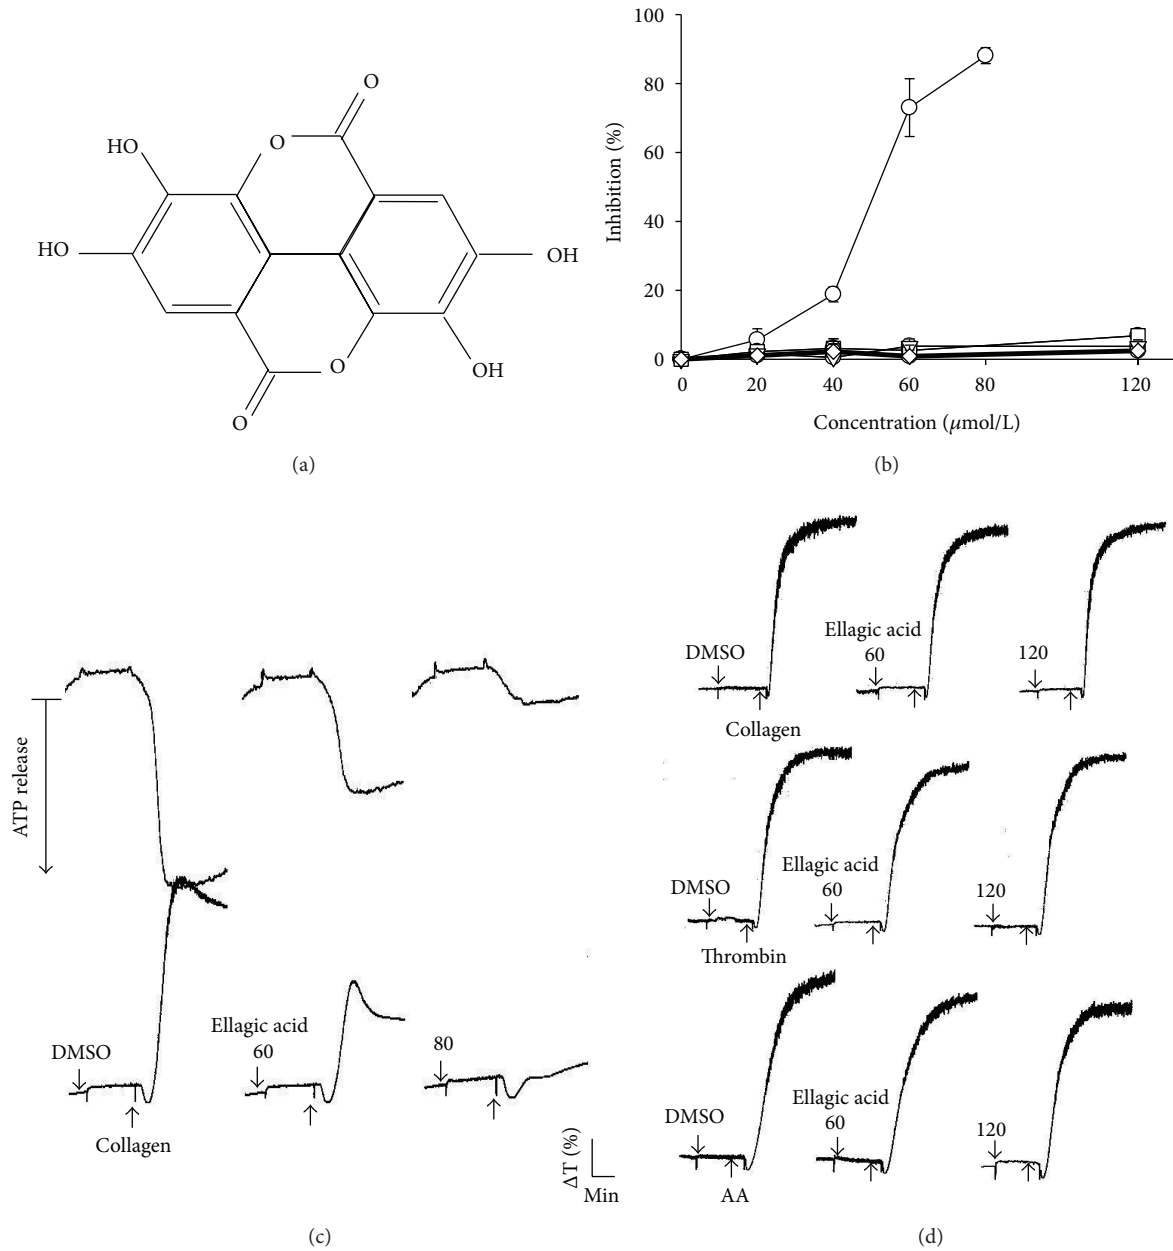 O
O
HO
HO
OH
O
OH
O
(a)
100
80
60
40
20
0
Inhibition (%)
0 20 40 60 80 120
Concentration (μmol/L)
(b)
ATP release
DMSO
Collagen
Ellagic acid
60
80
ΔT (%)
Min
(c)
DMSO
Collagen
Ellagic acid
60
120
DMSO
Thrombin
Ellagic acid
60
120
DMSO
AA
Ellagic acid
60
120
(d)